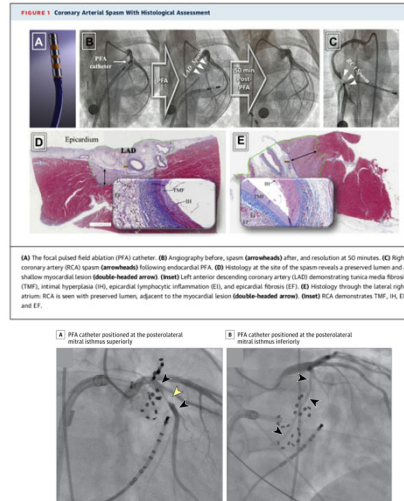 FIGURE 1 Coronary Arterial Spasm With Histological Assessment
A
B
C
PFA
catheter
PFA
LAD Spasm
50 min
Post-
PFA
RCA Spasm
D
Epicardium
LAD
E
TMF
IH
EF
IH
TMF
(A) The focal pulsed field ablation (PFA) catheter. (B) Angiography before, spasm (arrowheads) after, and resolution at 50 minutes. (C) Righ
coronary artery (RCA) spasm (arrowheads) following endocardial PFA. (D) Histology at the site of the spasm reveals a preserved lumen and a
shallow myocardial lesion (double-headed arrow). (Inset) Left anterior descending coronary artery (LAD) demonstrating tunica media fibrosi
(TMF), intimal hyperplasia (IH), epicardial lymphocytic inflammation (EI), and epicardial fibrosis (EF). (E) Histology through the lateral righ
atrium: RCA is seen with preserved lumen, adjacent to the myocardial lesion (double-headed arrow). (Inset) RCA demonstrates TMF, IH, EI
and EF.
A PFA catheter positioned at the posterolateral
mitral isthmus superiorly
B PFA catheter positioned at the posterolateral
mitral isthmus inferiorly